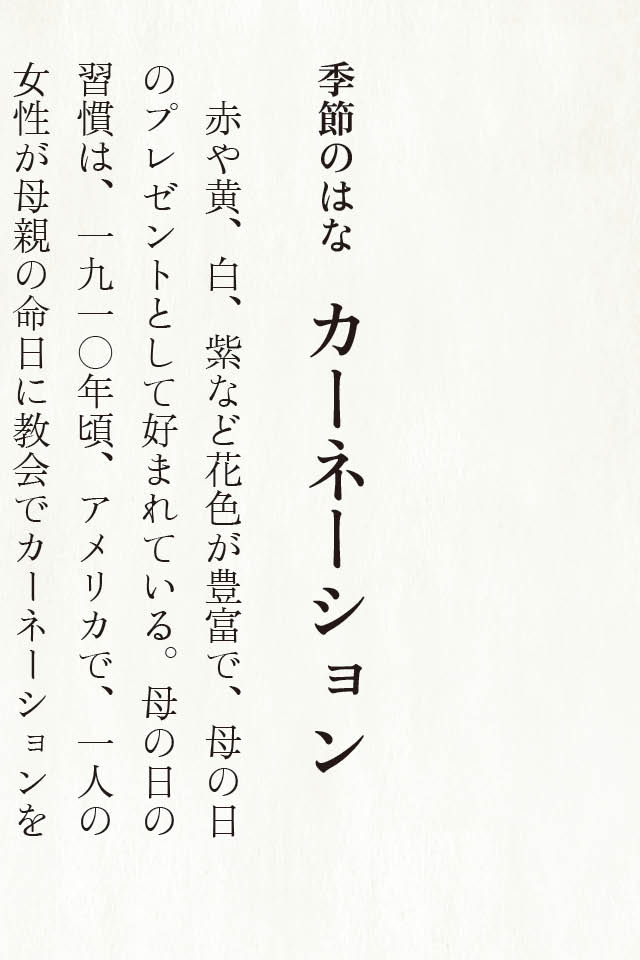 季節のはな　カーネーション
　赤や黄、白、紫など花色が豊富で、母の日
のプレゼントとして好まれている。母の日の
習慣は、一九一〇年頃、アメリカで、一人の
女性が母親の命日に教会でカーネーションを